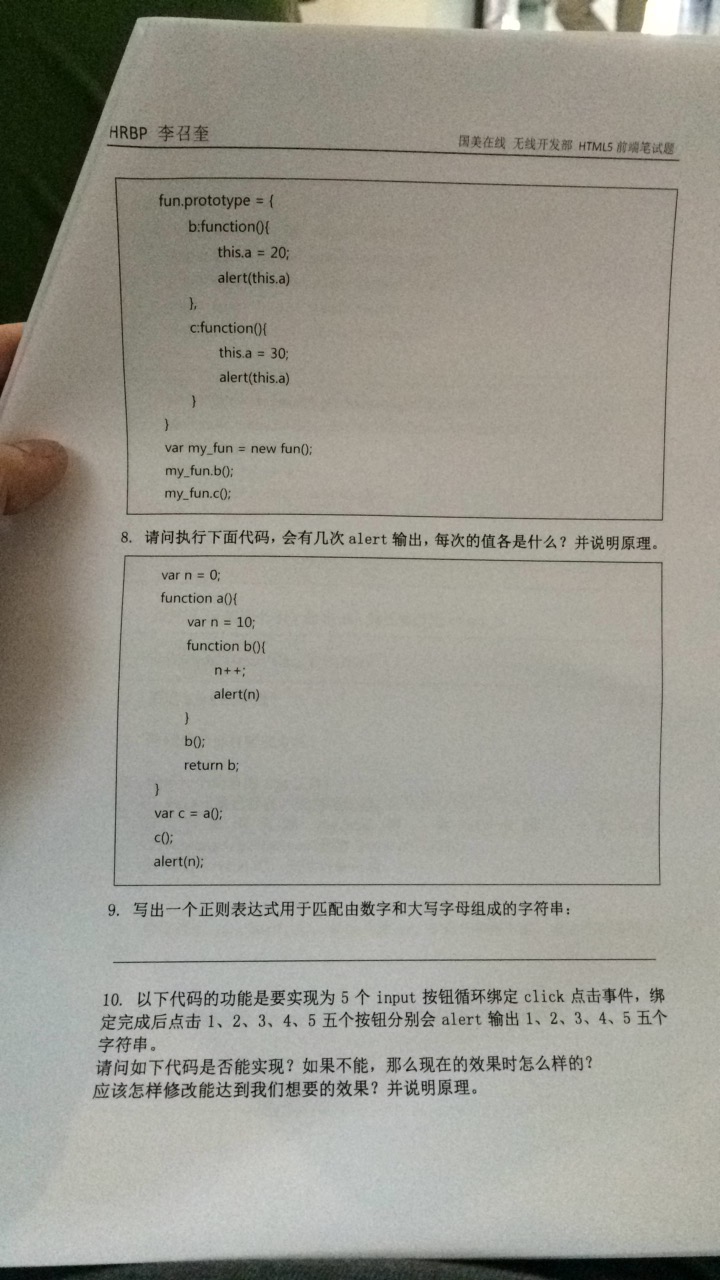 HRBP 李召奎
国美在线 无线开发部 HTML5 前端笔试题
fun.prototype = {
b:function(){
this.a = 20;
alert(this.a)
},
c:function(){
this.a = 30;
alert(this.a)
}
}
var my_fun = new fun();
my_fun.b();
my_fun.c();
8. 请问执行下面代码，会有几次 alert 输出，每次的值各是什么？并说明原理。
var n = 0;
function a(){
var n = 10;
function b(){
n++;
alert(n)
}
b();
return b;
}
var c = a();
c();
alert(n);
9. 写出一个正则表达式用于匹配由数字和大写字母组成的字符串：
10. 以下代码的功能是要实现为 5 个 input 按钮循环绑定 click 点击事件，绑
定完成后点击 1、2、3、4、5 五个按钮分别会 alert 输出 1、2、3、4、5 五个
字符串。
请问如下代码是否能实现？如果不能，那么现在的效果时怎么样的？
应该怎样修改能达到我们想要的效果？并说明原理。